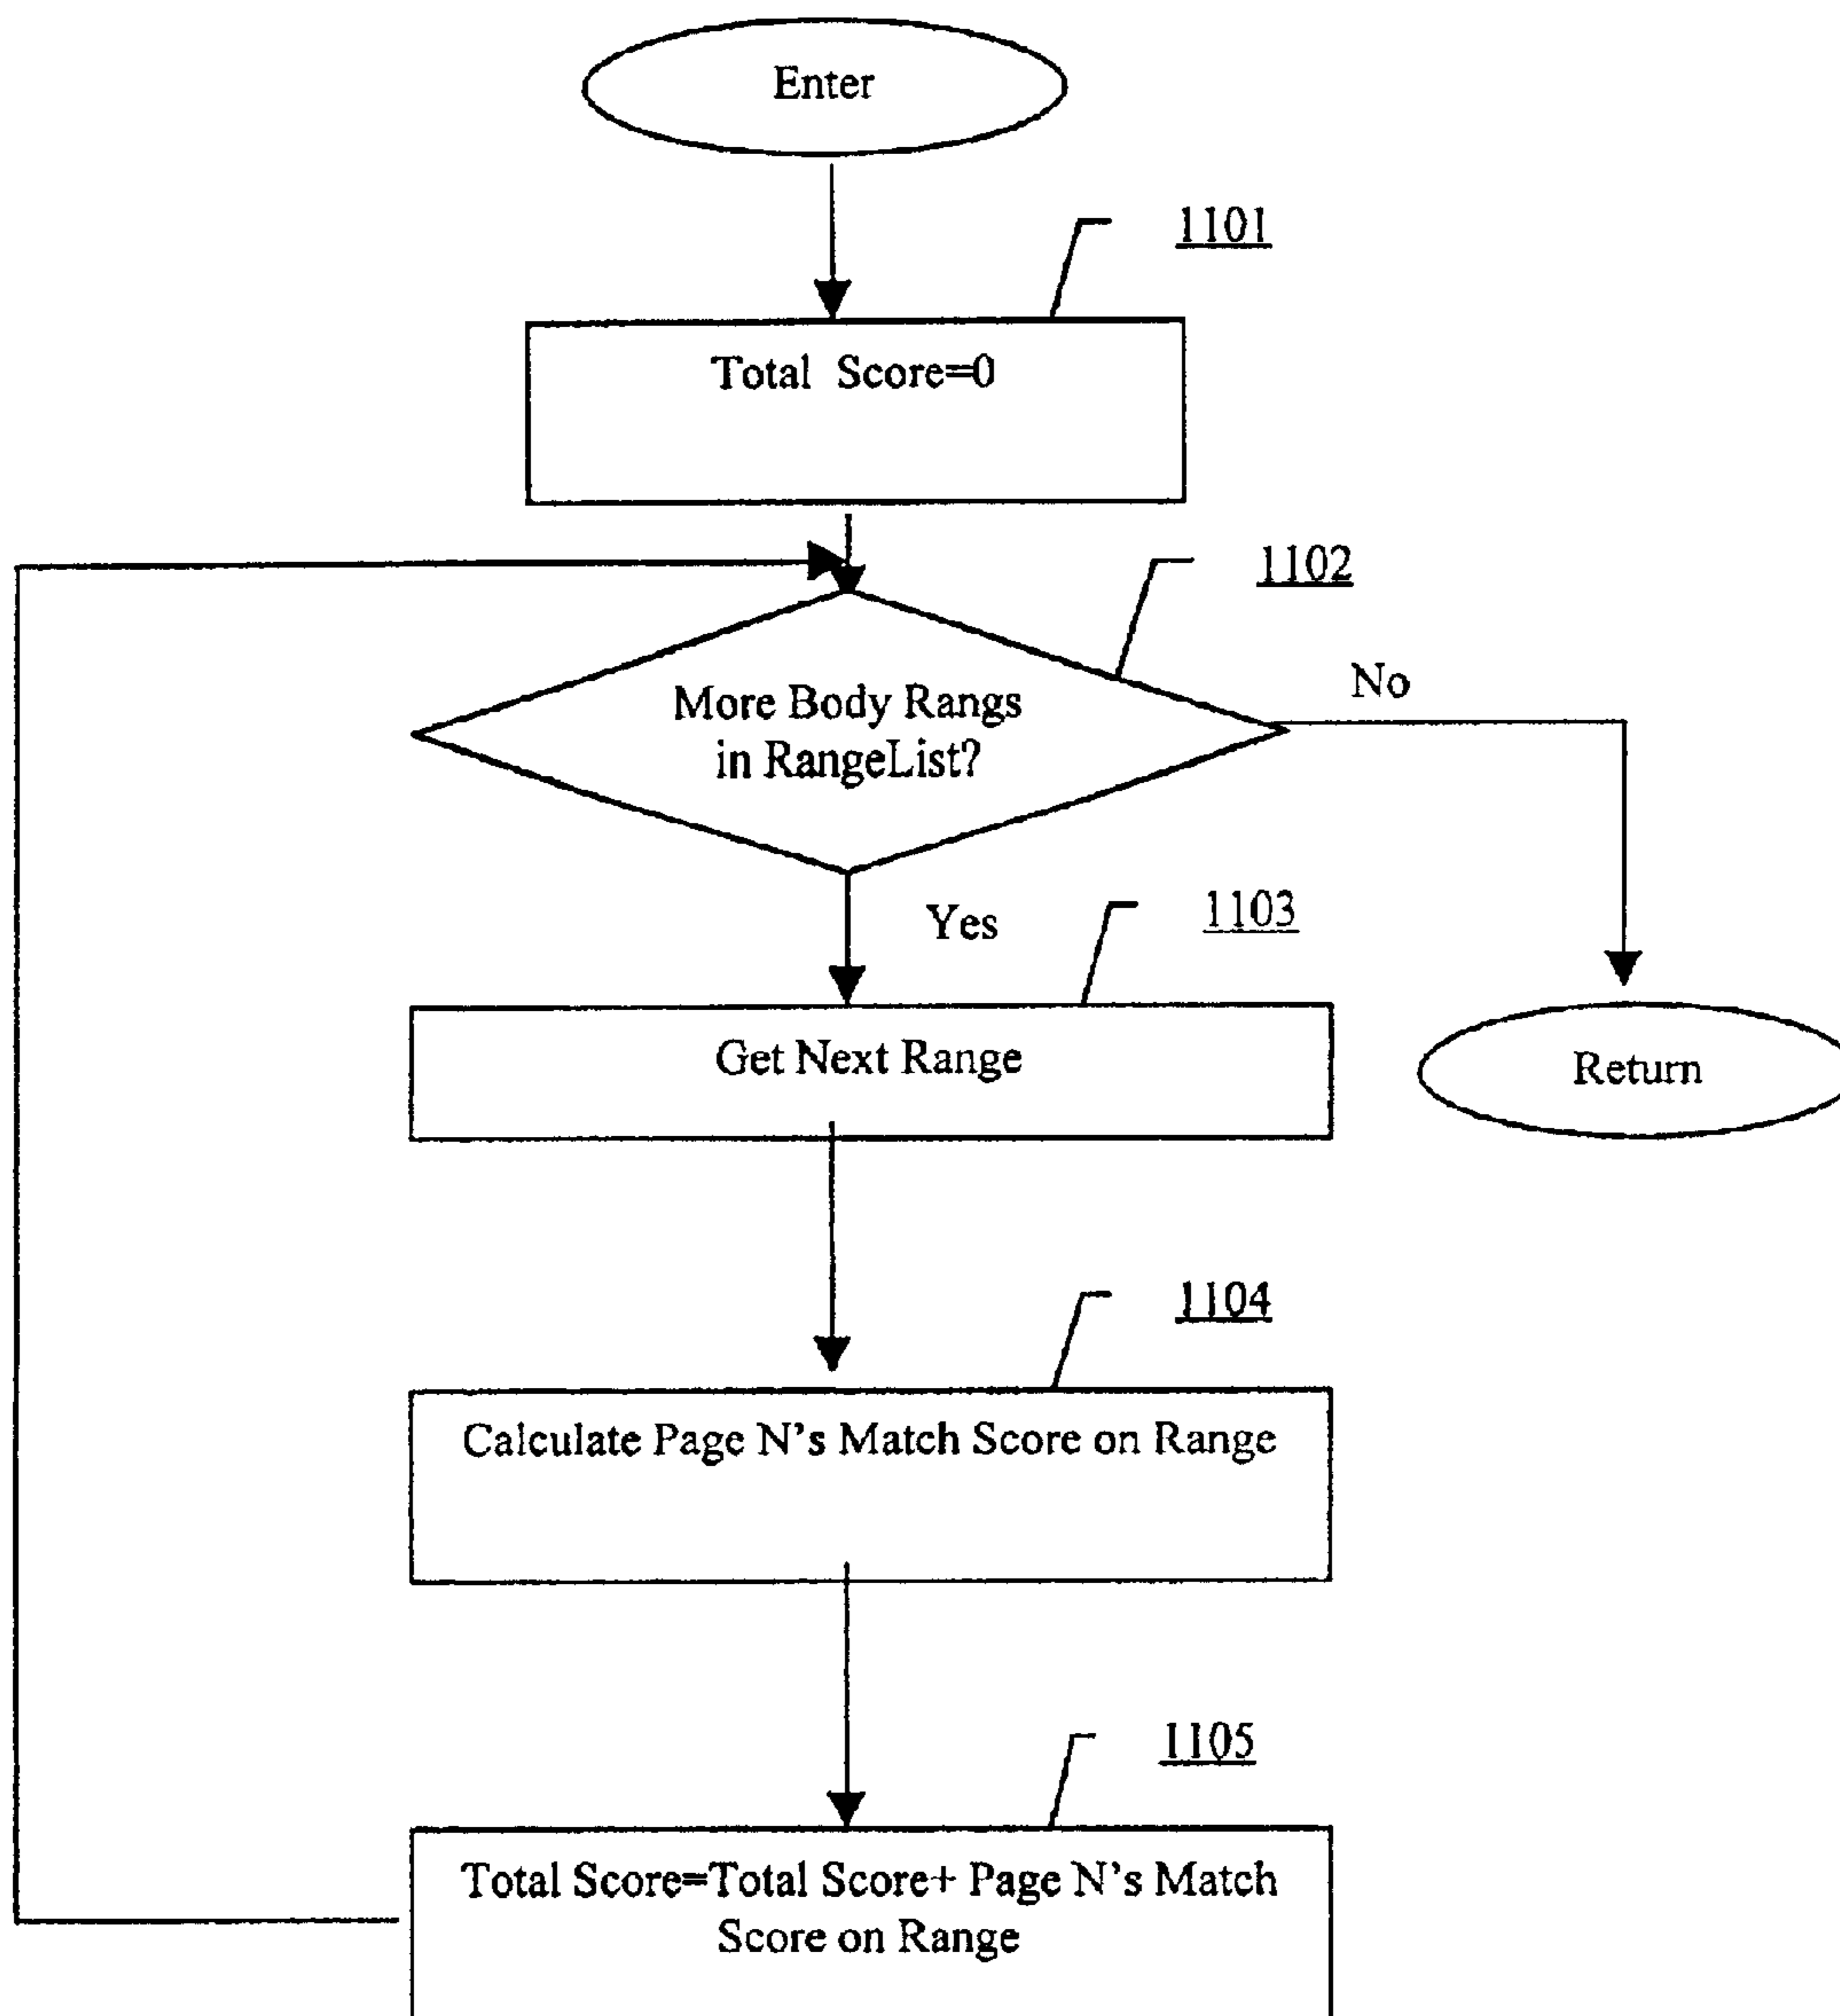 Enter
1101
Total Score=0
1102
More Body Rangs
in RangeList?
No
Yes
1103
Get Next Range
Return
1104
Calculate Page N's Match Score on Range
1105
Total Score=Total Score+ Page N's Match
Score on Range